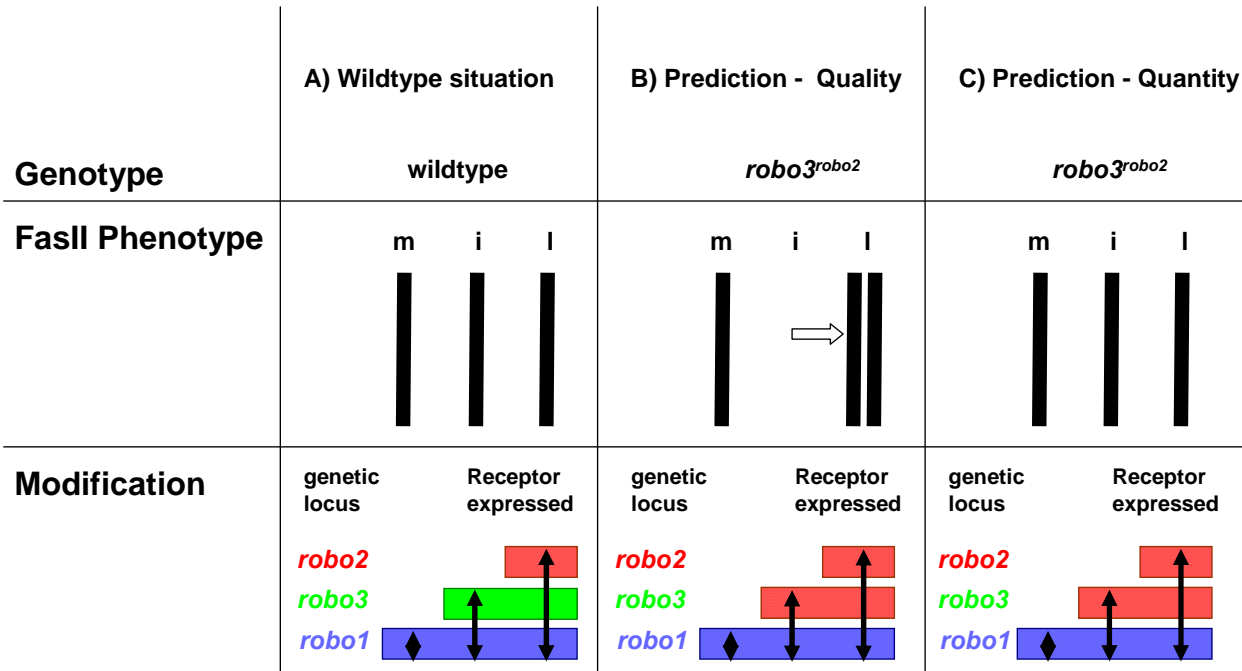 A) Wildtype situation B) Prediction - Quality C) Prediction - Quantity
Genotype wildtype robo3robo2 robo3robo2
FasII Phenotype m i l m i l m i l
Modification genetic locus Receptor expressed genetic locus Receptor expressed genetic locus Receptor expressed
robo2 robo2 robo2
robo3 robo3 robo3
robo1 robo1 robo1